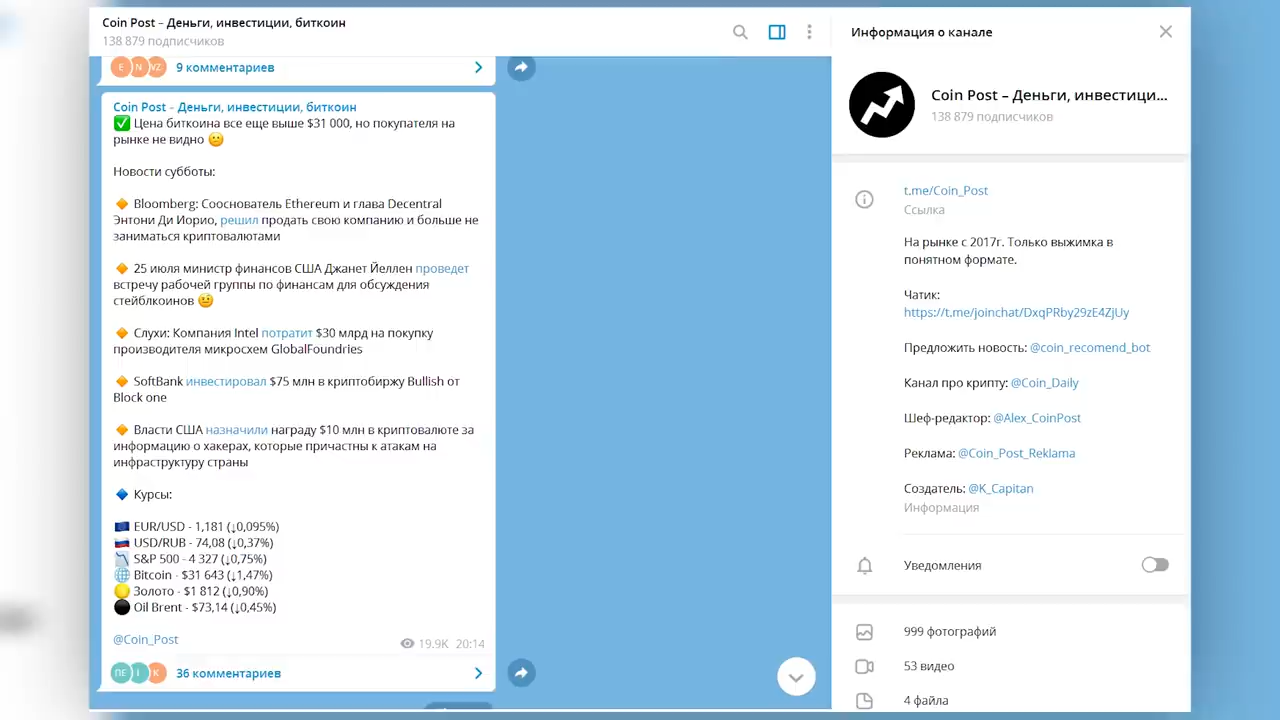 Coin Post – Деньги, инвестиции, биткоин
138 879 подписчиков
E N VZ 9 комментариев
Coin Post – Деньги, инвестиции, биткоин
Цена биткоина все еще выше $31 000, но покупателя на
рынке не видно
Новости субботы:
Bloomberg: Сооснователь Ethereum и глава Decentral
Энтони Ди Иорио, решил продать свою компанию и больше не
заниматься криптовалютами
25 июля министр финансов США Джанет Йеллен проведет
встречу рабочей группы по финансам для обсуждения
стейблкоинов
Слухи: Компания Intel потратит $30 млрд на покупку
производителя микросхем GlobalFoundries
SoftBank инвестировал $75 млн в криптобиржу Bullish от
Block one
Власти США назначили награду $10 млн в криптовалюте за
информацию о хакерах, которые причастны к атакам на
инфраструктуру страны
Курсы:
EUR/USD - 1,181 (↓0,095%)
USD/RUB - 74,08 (↓0,37%)
S&P 500 - 4 327 (↓0,75%)
Bitcoin - $31 643 (↓1,47%)
Золото - $1 812 (↓0,90%)
Oil Brent - $73,14 (↓0,45%)
@Coin_Post
19.9K 20:14
ПЕ I K 36 комментариев
Информация о канале
Coin Post – Деньги, инвестици...
138 879 подписчиков
t.me/Coin_Post
Ссылка
На рынке с 2017г. Только выжимка в
понятном формате.
Чатик:
https://t.me/joinchat/DxqPRby29zE4ZjUy
Предложить новость: @coin_recomend_bot
Канал про крипту: @Coin_Daily
Шеф-редактор: @Alex_CoinPost
Реклама: @Coin_Post_Reklama
Создатель: @K_Capitan
Информация
Уведомления
999 фотографий
53 видео
4 файла